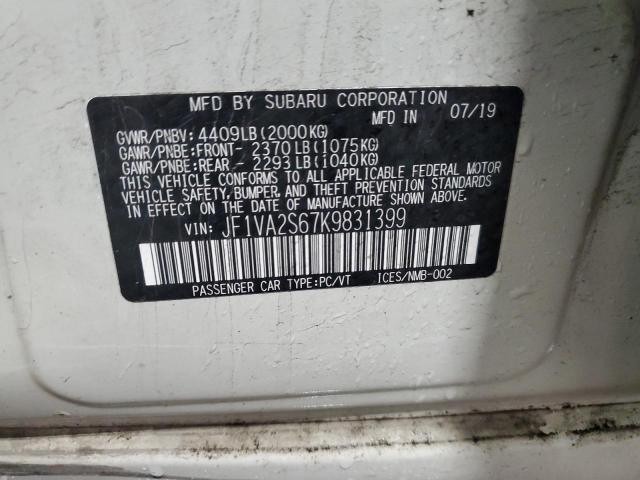 MFD BY SUBARU CORPORATION
MFD IN 07/19
GVWR/PNBV: 4409LB(2000KG)
GAWR/PNBE:FRONT- 2370LB(1075KG)
GAWR/PNBE:REAR - 2293LB(1040KG)
THIS VEHICLE CONFORMS TO ALL APPLICABLE FEDERAL MOTOR
VEHICLE SAFETY, BUMPER, AND THEFT PREVENTION STANDARDS
IN EFFECT ON THE DATE OF MANUFACTURE SHOWN ABOVE.
VIN: JF1VA2S67K9831399
PASSENGER CAR TYPE:PC/VT ICES/NMB-002